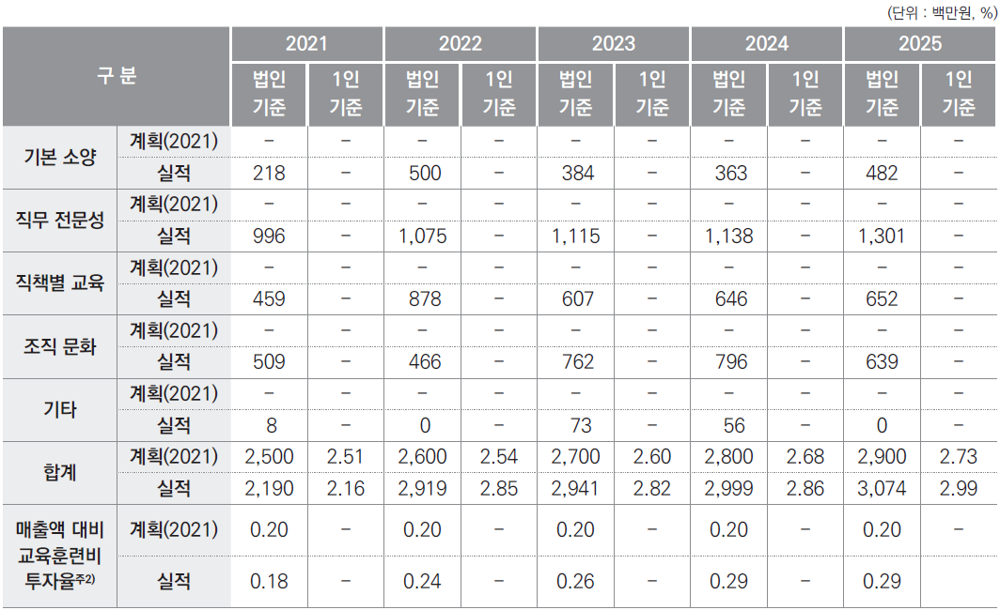 (단위 : 백만원, %)
구 분 2021 2022 2023 2024 2025
법인 기준 1인 기준 법인 기준 1인 기준 법인 기준 1인 기준 법인 기준 1인 기준 법인 기준 1인 기준
기본 소양 계획(2021) – – – – – – – – – –
실적 218 – 500 – 384 – 363 – 482 –
직무 전문성 계획(2021) – – – – – – – – – –
실적 996 – 1,075 – 1,115 – 1,138 – 1,301 –
직책별 교육 계획(2021) – – – – – – – – – –
실적 459 – 878 – 607 – 646 – 652 –
조직 문화 계획(2021) – – – – – – – – – –
실적 509 – 466 – 762 – 796 – 639 –
기타 계획(2021) – – – – – – – – – –
실적 8 – 0 – 73 – 56 – 0 –
합계 계획(2021) 2,500 2.51 2,600 2.54 2,700 2.60 2,800 2.68 2,900 2.73
실적 2,190 2.16 2,919 2.85 2,941 2.82 2,999 2.86 3,074 2.99
매출액 대비 교육훈련비 투자율주2) 계획(2021) 0.20 – 0.20 – 0.20 – 0.20 – 0.20 –
실적 0.18 – 0.24 – 0.26 – 0.29 – 0.29